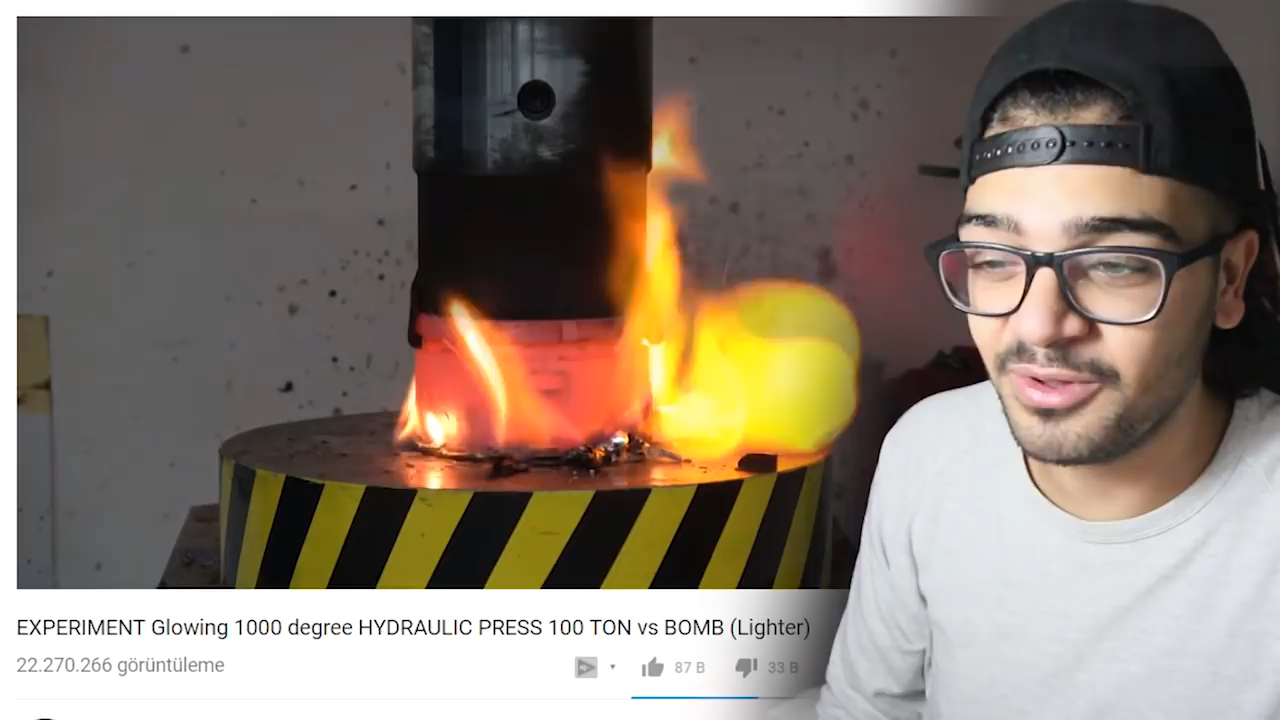 EXPERIMENT Glowing 1000 degree HYDRAULIC PRESS 100 TON vs BOMB (Lighter)
22.270.266 görüntüleme
87 B
33 B